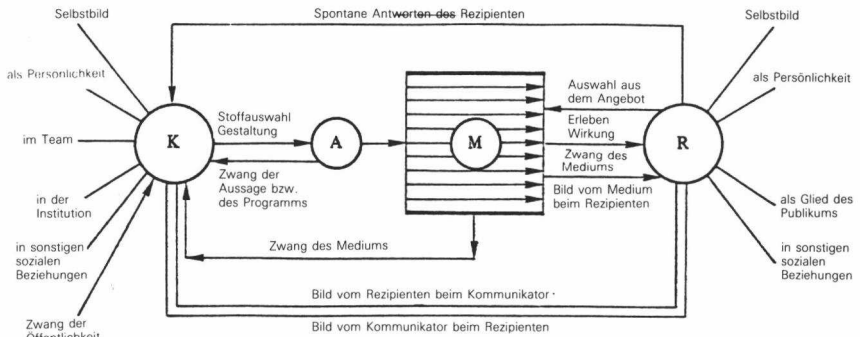 Spontane Antworten des Rezipienten
Selbstbild
als Persönlichkeit
im Team
in der
Institution
in sonstigen
sozialen
Beziehungen
Zwang der
Öffentlichkeit
K
Stoffauswahl
Gestaltung
Zwang der
Aussage bzw.
des Programms
A
M
Zwang des Mediums
Auswahl aus
dem Angebot
Erleben
Wirkung
Zwang des
Mediums
Bild vom Medium
beim Rezipienten
R
Selbstbild
als Persönlichkeit
als Glied des
Publikums
in sonstigen
sozialen
Beziehungen
Bild vom Rezipienten beim Kommunikator
Bild vom Kommunikator beim Rezipienten